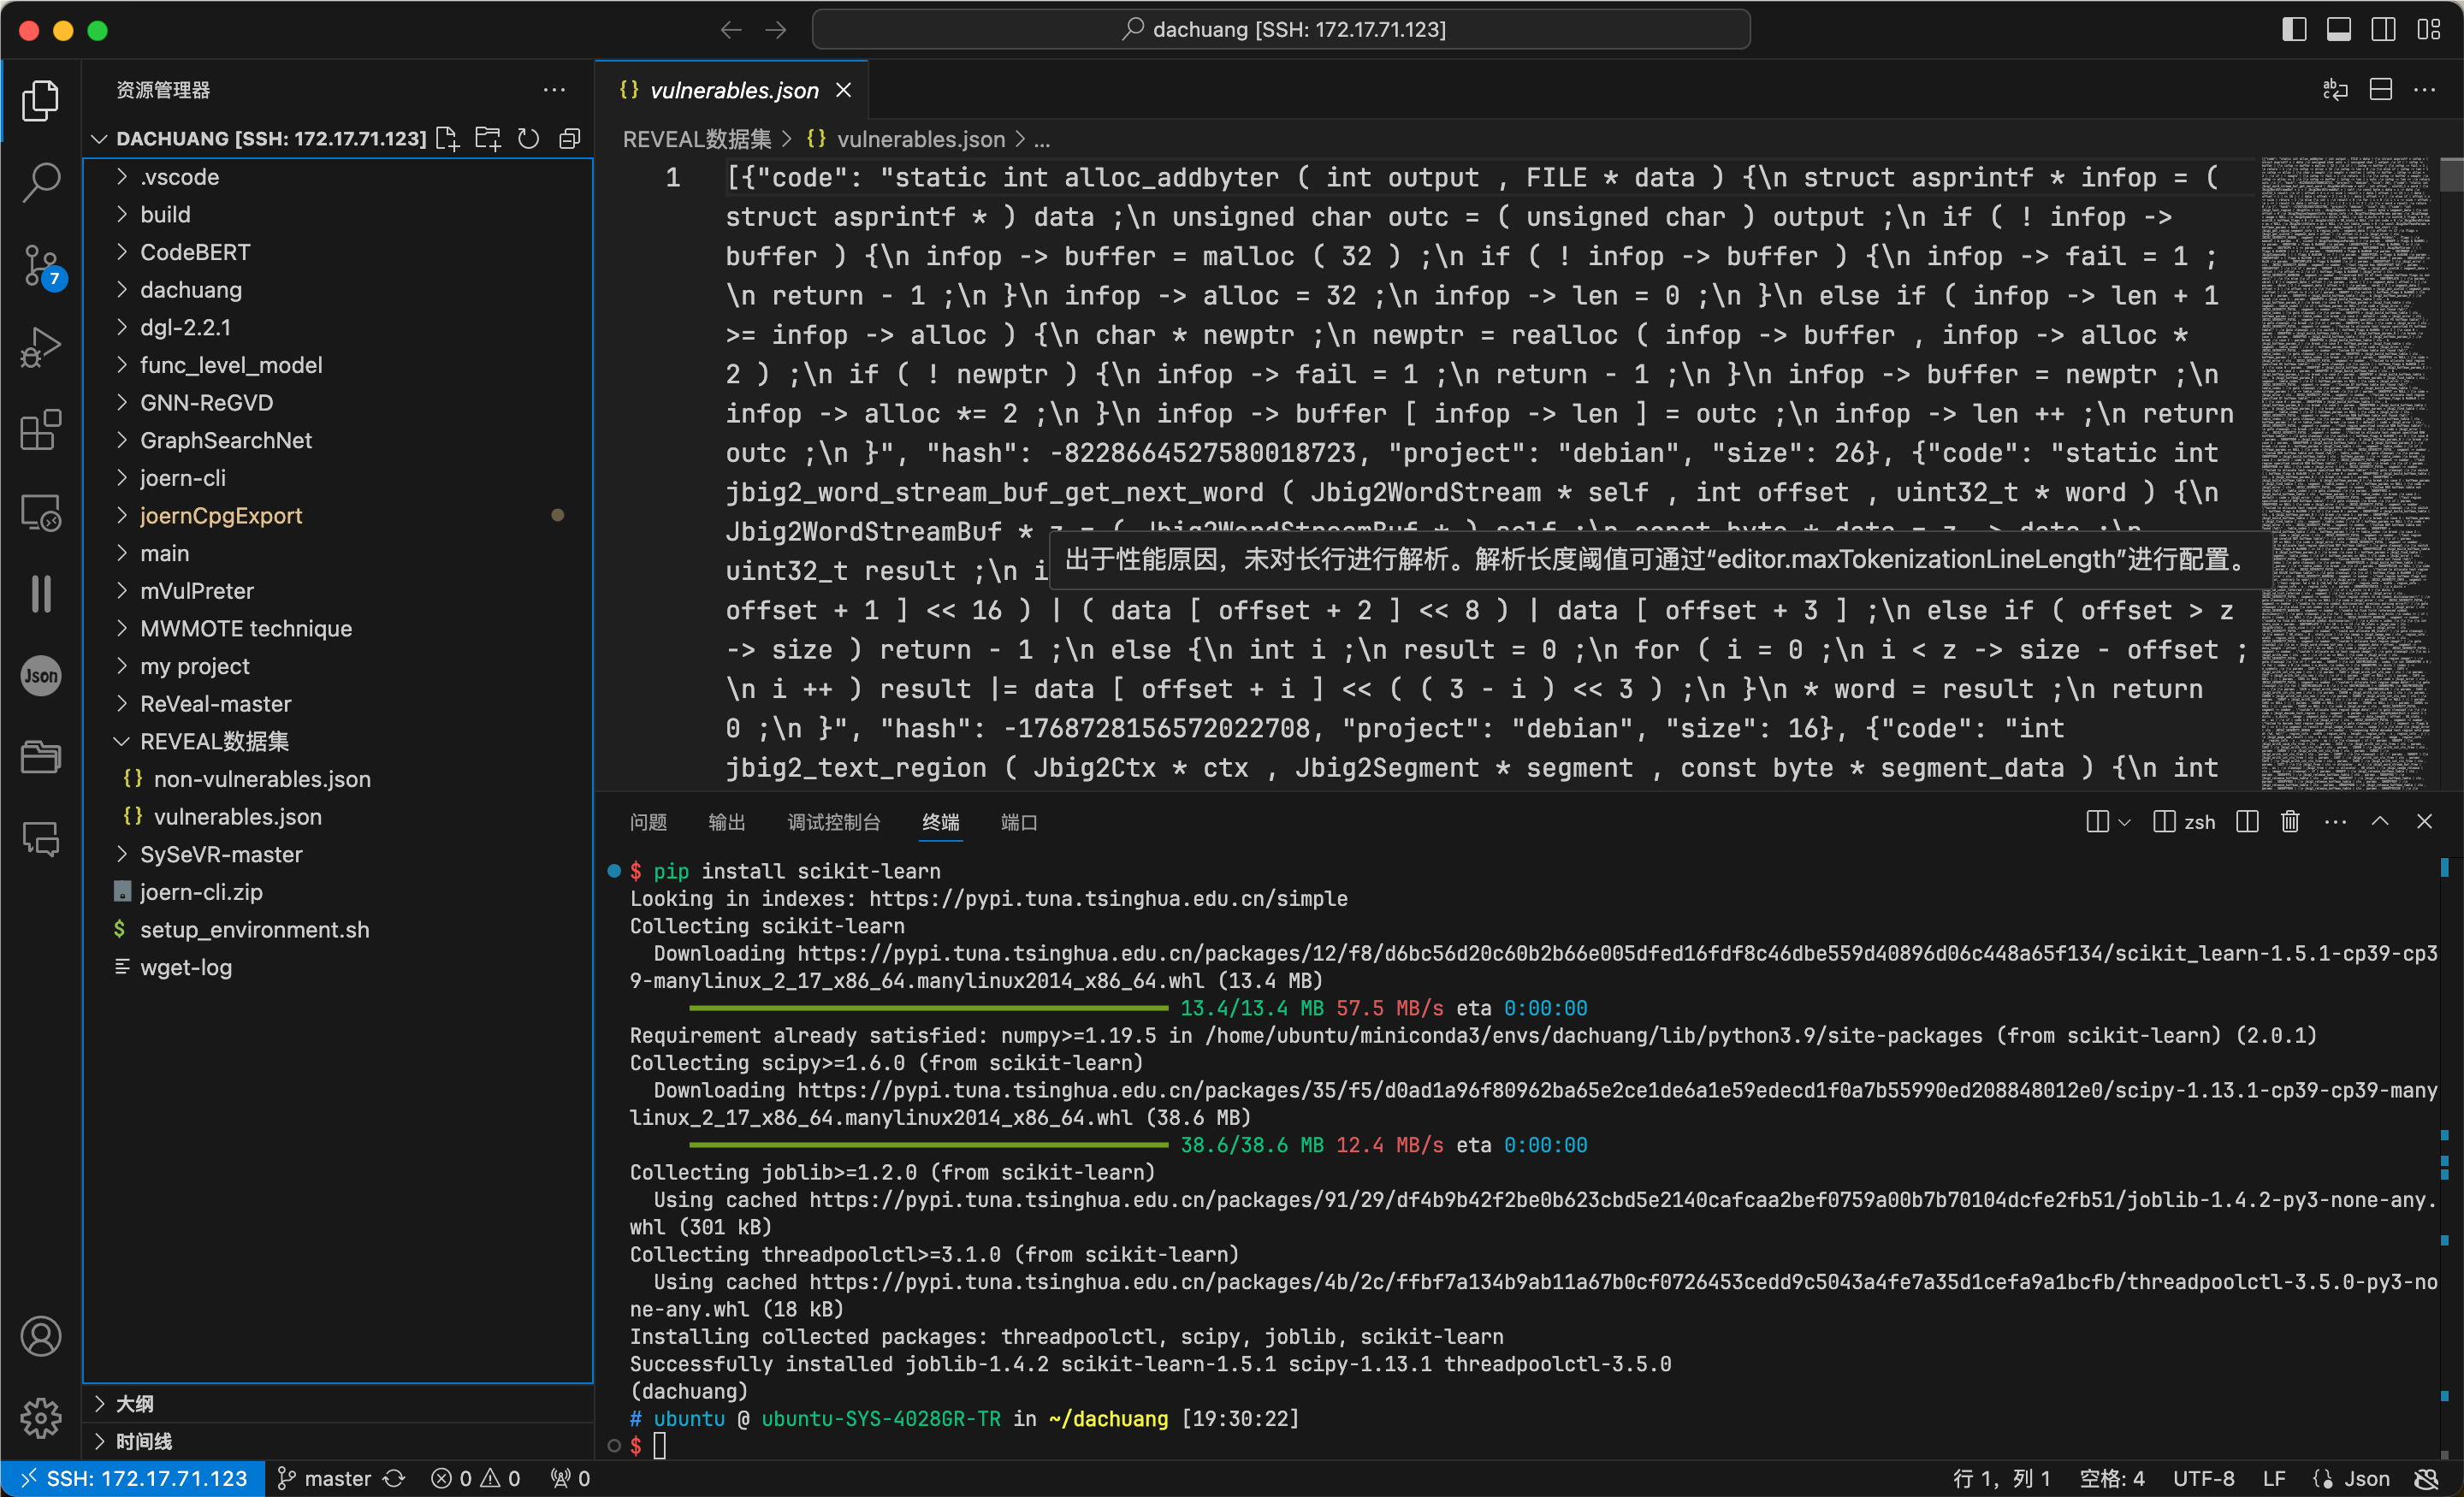 dachuang [SSH: 172.17.71.123]
资源管理器
DACHUANG [SSH: 172.17.71.123]
.vscode
build
CodeBERT
dachuang
dgl-2.2.1
func_level_model
GNN-ReGVD
GraphSearchNet
joern-cli
joernCpgExport
main
mVulPreter
MWMOTE technique
my project
ReVeal-master
REVEAL数据集
{} non-vulnerables.json
{} vulnerables.json
SySeVR-master
joern-cli.zip
$ setup_environment.sh
wget-log
大纲
时间线
7
Json
{} vulnerables.json
REVEAL数据集 > {} vulnerables.json > ...
1 [{"code": "static int alloc_addbyter ( int output , FILE * data ) {\n struct asprintf * infop = (
struct asprintf * ) data ;\n unsigned char outc = ( unsigned char ) output ;\n if ( ! infop ->
buffer ) {\n infop -> buffer = malloc ( 32 ) ;\n if ( ! infop -> buffer ) {\n infop -> fail = 1 ;
\n return - 1 ;\n }\n infop -> alloc = 32 ;\n infop -> len = 0 ;\n }\n else if ( infop -> len + 1
>= infop -> alloc ) {\n char * newptr ;\n newptr = realloc ( infop -> buffer , infop -> alloc *
2 ) ;\n if ( ! newptr ) {\n infop -> fail = 1 ;\n return - 1 ;\n }\n infop -> buffer = newptr ;\n
infop -> alloc *= 2 ;\n }\n infop -> buffer [ infop -> len ] = outc ;\n infop -> len ++ ;\n return
outc ;\n }", "hash": -8228664527580018723, "project": "debian", "size": 26}, {"code": "static int
jbig2_word_stream_buf_get_next_word ( Jbig2WordStream * self , int offset , uint32_t * word ) {\n
Jbig2WordStreamBuf * z = ( Jbig2WordStreamBuf * ) self ;\n const byte * data = z -> data ;\n
uint32_t result ;\n i
出于性能原因，未对长行进行解析。解析长度阈值可通过“editor.maxTokenizationLineLength”进行配置。
offset + 1 ] << 16 ) | ( data [ offset + 2 ] << 8 ) | data [ offset + 3 ] ;\n else if ( offset > z
-> size ) return - 1 ;\n else {\n int i ;\n result = 0 ;\n for ( i = 0 ;\n i < z -> size - offset ;
\n i ++ ) result |= data [ offset + i ] << ( ( 3 - i ) << 3 ) ;\n }\n * word = result ;\n return
0 ;\n }", "hash": -1768728156572022708, "project": "debian", "size": 16}, {"code": "int
jbig2_text_region ( Jbig2Ctx * ctx , Jbig2Segment * segment , const byte * segment_data ) {\n int
问题 输出 调试控制台 终端 端口
zsh
$ pip install scikit-learn
Looking in indexes: https://pypi.tuna.tsinghua.edu.cn/simple
Collecting scikit-learn
Downloading https://pypi.tuna.tsinghua.edu.cn/packages/12/f8/d6bc56d20c60b2b66e005dfed16fdf8c46dbe559d40896d06c448a65f134/scikit_learn-1.5.1-cp39-cp3
9-manylinux_2_17_x86_64.manylinux2014_x86_64.whl (13.4 MB)
13.4/13.4 MB 57.5 MB/s eta 0:00:00
Requirement already satisfied: numpy>=1.19.5 in /home/ubuntu/miniconda3/envs/dachuang/lib/python3.9/site-packages (from scikit-learn) (2.0.1)
Collecting scipy>=1.6.0 (from scikit-learn)
Downloading https://pypi.tuna.tsinghua.edu.cn/packages/35/f5/d0ad1a96f80962ba65e2ce1de6a1e59edecd1f0a7b55990ed208848012e0/scipy-1.13.1-cp39-cp39-many
linux_2_17_x86_64.manylinux2014_x86_64.whl (38.6 MB)
38.6/38.6 MB 12.4 MB/s eta 0:00:00
Collecting joblib>=1.2.0 (from scikit-learn)
Using cached https://pypi.tuna.tsinghua.edu.cn/packages/91/29/df4b9b42f2be0b623cbd5e2140cafcaa2bef0759a00b7b70104dcfe2fb51/joblib-1.4.2-py3-none-any.
whl (301 kB)
Collecting threadpoolctl>=3.1.0 (from scikit-learn)
Using cached https://pypi.tuna.tsinghua.edu.cn/packages/4b/2c/ffbf7a134b9ab11a67b0cf0726453cedd9c5043a4fe7a35d1cefa9a1bcfb/threadpoolctl-3.5.0-py3-no
ne-any.whl (18 kB)
Installing collected packages: threadpoolctl, scipy, joblib, scikit-learn
Successfully installed joblib-1.4.2 scikit-learn-1.5.1 scipy-1.13.1 threadpoolctl-3.5.0
(dachuang)
# ubuntu @ ubuntu-SYS-4028GR-TR in ~/dachuang [19:30:22]
$
SSH: 172.17.71.123 master 0 0 0
行 1，列 1 空格: 4 UTF-8 LF Json